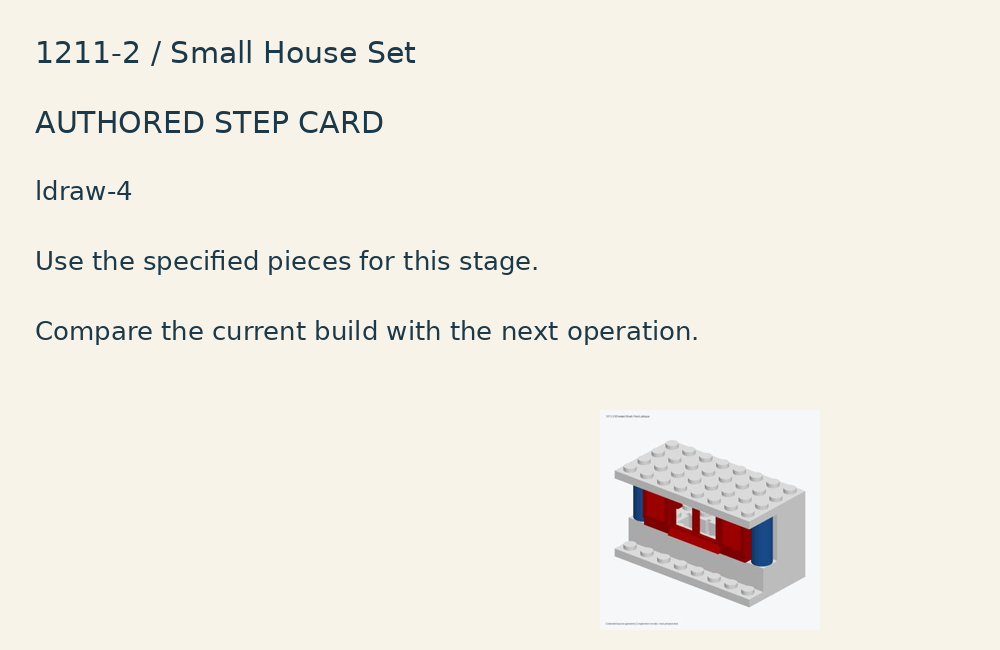 1211-2 / Small House Set
AUTHORED STEP CARD
ldraw-4
Use the specified pieces for this stage.
Compare the current build with the next operation.